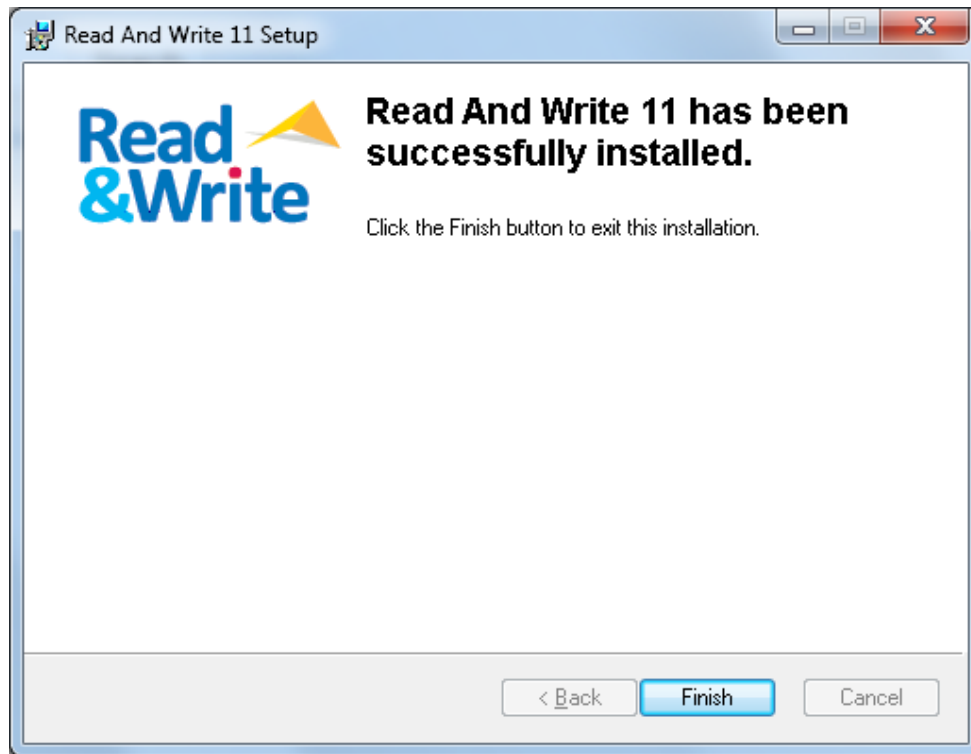 Read And Write 11 Setup
Read
&Write
Read And Write 11 has been
successfully installed.
Click the Finish button to exit this installation.
< Back
Finish
Cancel